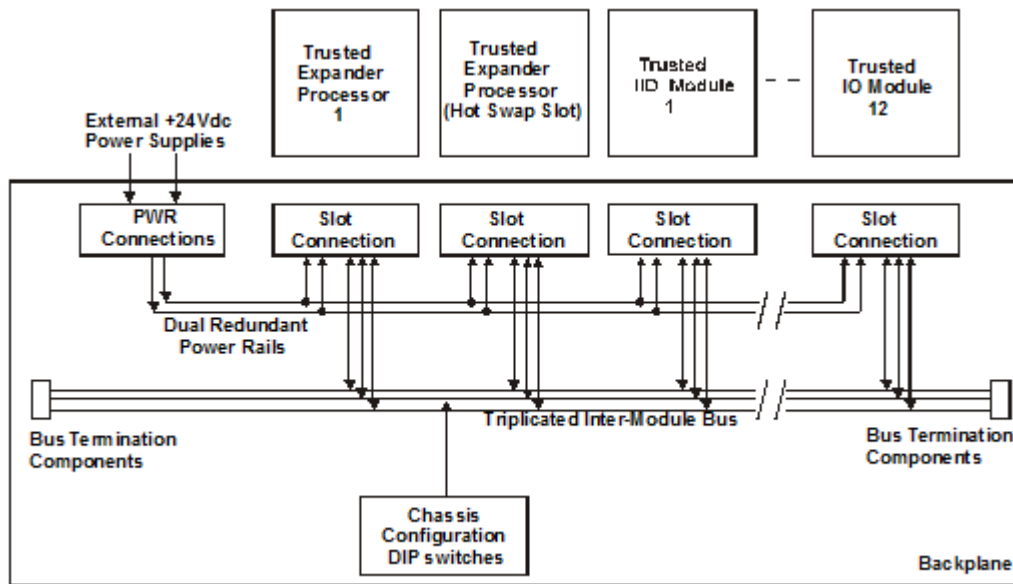 Trusted
Expander
Processor
1
Trusted
Expander
Processor
(Hot Swap Slot)
Trusted
IIO Module
1
Trusted
IO Module
12
External +24Vdc
Power Supplies
PWR
Connections
Slot
Connection
Slot
Connection
Slot
Connection
Slot
Connection
Dual Redundant
Power Rails
Triplicated Inter-Module Bus
Bus Termination
Components
Bus Termination
Components
Chassis
Configuration
DIP switches
Backplane